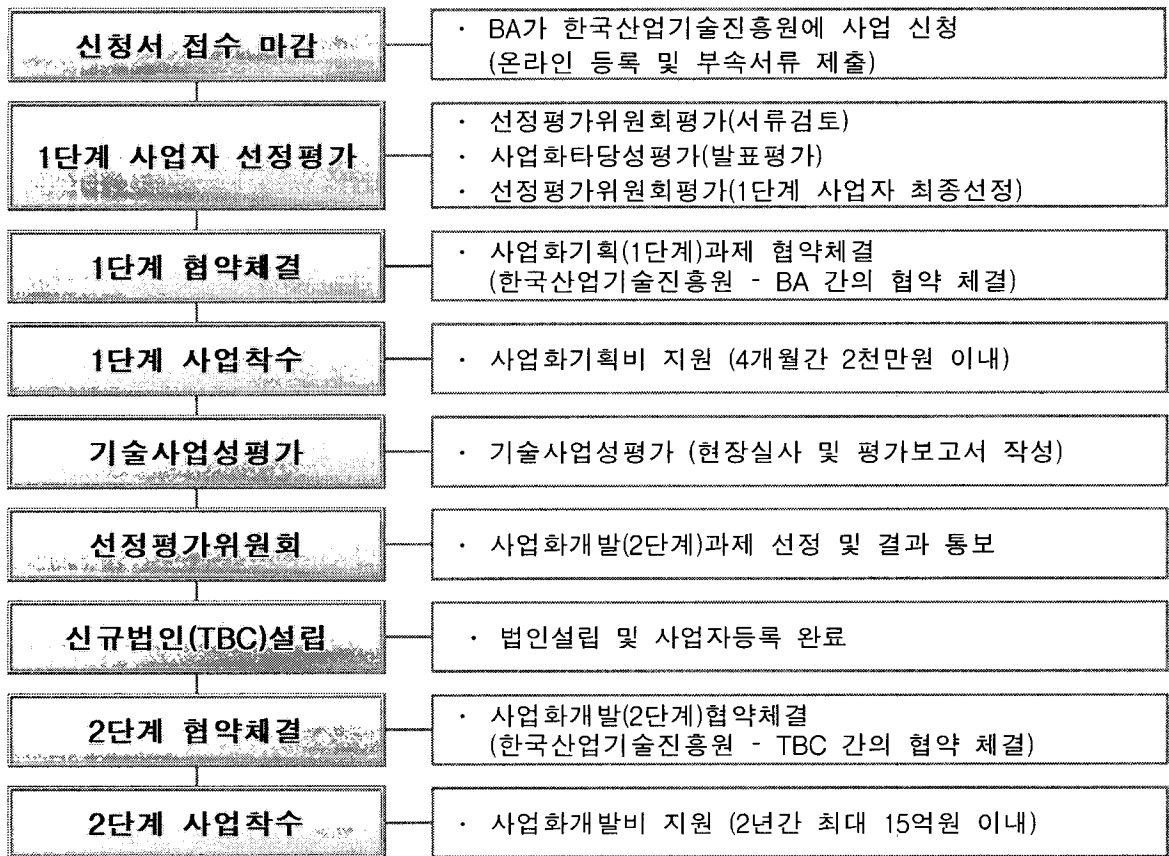 신청서 접수 마감
· BA가 한국산업기술진흥원에 사업 신청
(온라인 등록 및 부속서류 제출)
1단계 사업자 선정평가
· 선정평가위원회평가(서류검토)
· 사업화타당성평가(발표평가)
· 선정평가위원회평가(1단계 사업자 최종선정)
1단계 협약체결
· 사업화기획(1단계)과제 협약체결
(한국산업기술진흥원 - BA 간의 협약 체결)
1단계 사업착수
· 사업화기획비 지원 (4개월간 2천만원 이내)
기술사업성평가
· 기술사업성평가 (현장실사 및 평가보고서 작성)
선정평가위원회
· 사업화개발(2단계)과제 선정 및 결과 통보
신규법인(TBC)설립
· 법인설립 및 사업자등록 완료
2단계 협약체결
· 사업화개발(2단계)협약체결
(한국산업기술진흥원 - TBC 간의 협약 체결)
2단계 사업착수
· 사업화개발비 지원 (2년간 최대 15억원 이내)